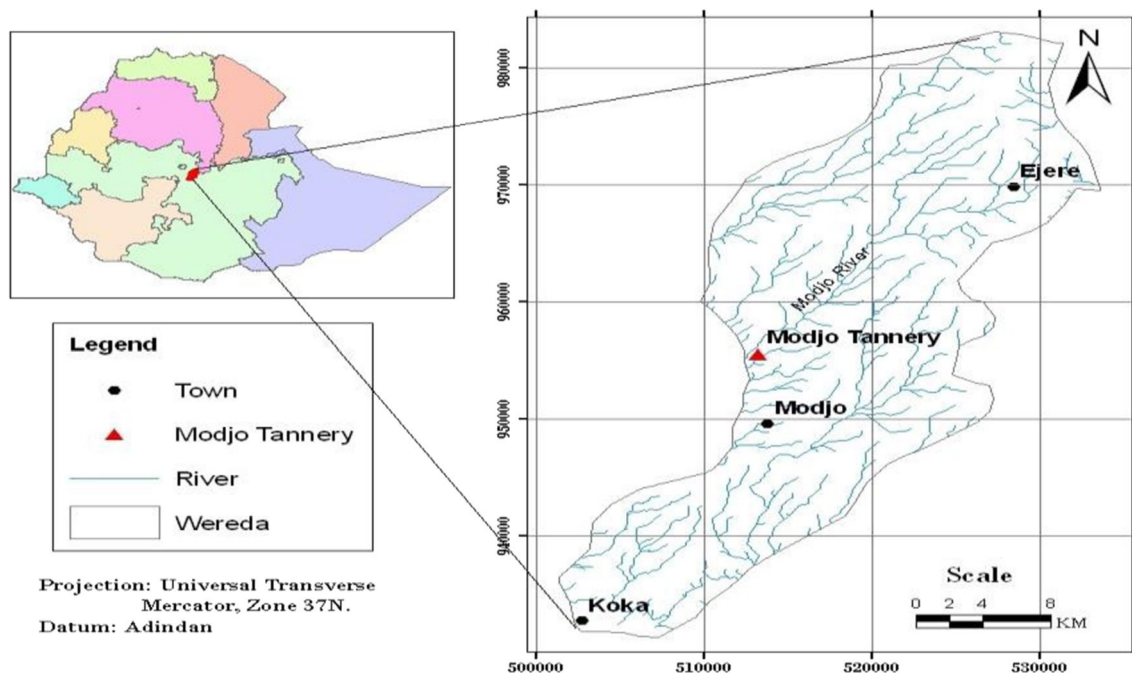 N
Ejere
Modjo River
Modjo Tannery
Modjo
Koka
980000
970000
960000
950000
940000
500000
510000
520000
530000
Scale
0 2 4 8
KM
Legend
Town
Modjo Tannery
River
Wereda
Projection: Universal Transverse
Mercator, Zone 37N.
Datum: Adindan